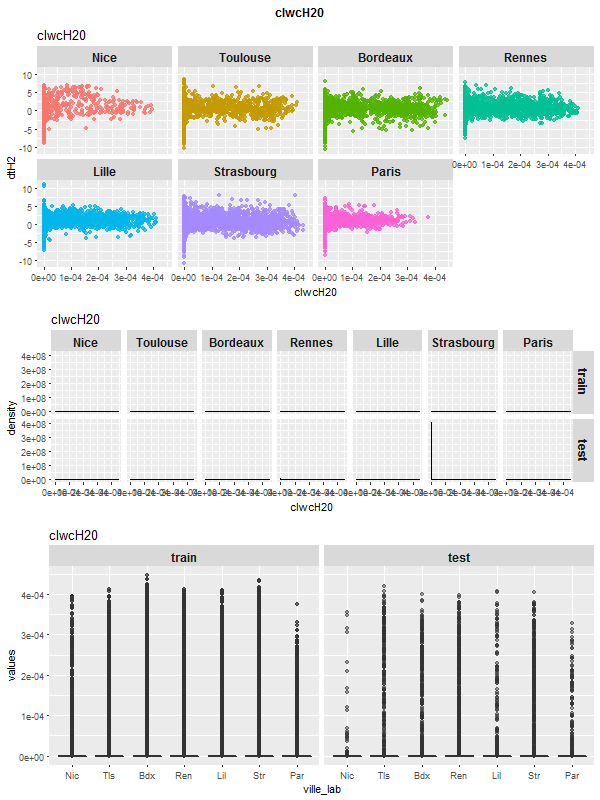 clwcH20
clwcH20
Nice Toulouse Bordeaux Rennes
10
5
0
-5
-10
0e+00 1e-04 2e-04 3e-04 4e-04
Lille Strasbourg Paris
10
5
0
-5
-10
dtH2
0e+00 1e-04 2e-04 3e-04 4e-04 0e+00 1e-04 2e-04 3e-04 4e-04 0e+00 1e-04 2e-04 3e-04 4e-04
clwcH20
clwcH20
Nice Toulouse Bordeaux Rennes Lille Strasbourg Paris
4e+08
3e+08
2e+08
1e+08
0e+00
train
4e+08
3e+08
2e+08
1e+08
0e+00
test
density
clwcH20
clwcH20
train test
4e-04
3e-04
2e-04
1e-04
0e+00
values
Nic Tls Bdx Ren Lil Str Par Nic Tls Bdx Ren Lil Str Par
ville_lab